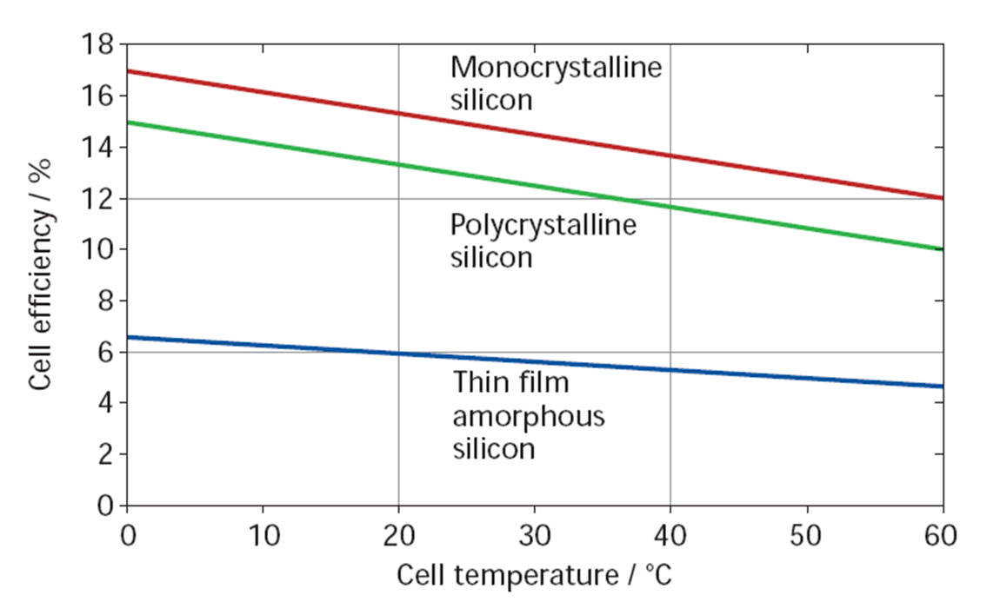 18
16
14
12
10
8
6
4
2
0
Cell efficiency / %
Monocrystalline
silicon
Polycrystalline
silicon
Thin film
amorphous
silicon
0 10 20 30 40 50 60
Cell temperature / °C